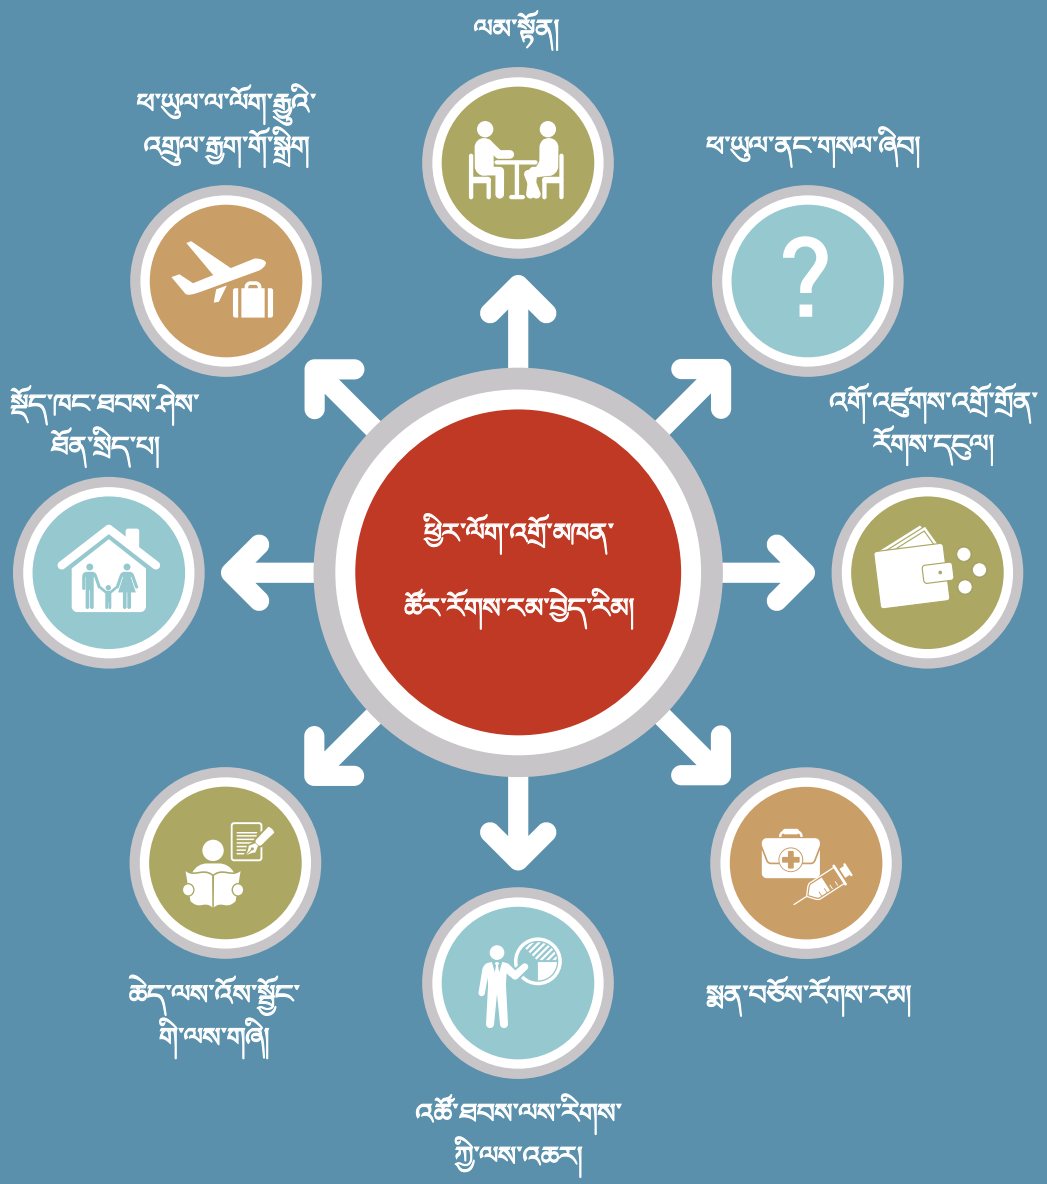 ལམ་སྟོན།
ཕ་ཡུལ་ལ་ལོག་རྒྱུའི་
འགྲུལ་རྒྱག་གོ་སྒྲིག
ཕ་ཡུལ་ནང་གསལ་ཞིབ།
སྡོད་ཁང་ཐབས་ཤེས་
ཐོན་སྲིད་པ།
འགོ་འཛུགས་འགྲོ་གྲོན་
རོགས་དངུལ།
ཕྱིར་ལོག་འགྲོ་མཁན་
ཚོར་རོགས་རམ་བྱེད་རིམ།
ཆེད་ལས་འོས་སྦྱོང་
གི་ལས་གཞི།
སྨན་བཅོས་རོགས་རམ།
འཚོ་ཐབས་ལས་རིགས་
ཀྱི་ལས་འཆར།